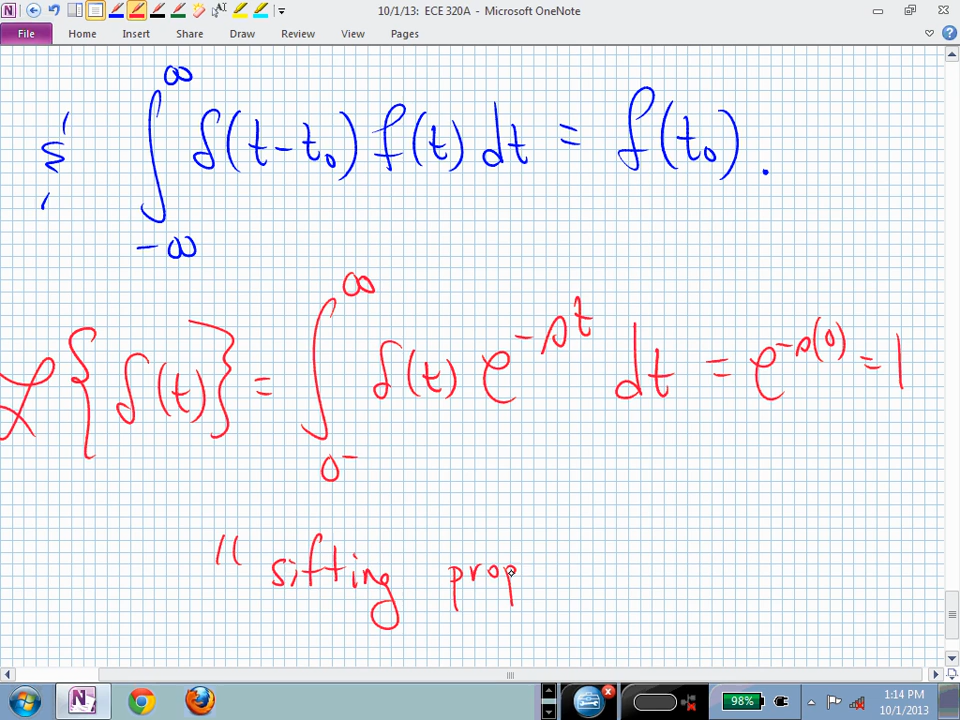 10/1/13: ECE 320A - Microsoft OneNote
File Home Insert Share Draw Review View Pages
∫_{-∞}^{∞} δ(t-t₀) f(t) dt = f(t₀).
ℒ{δ(t)} = ∫_{0⁻}^{∞} δ(t) e^{-st} dt = e^{-s(0)} = 1
" sifting prop
98%
1:14 PM
10/1/2013